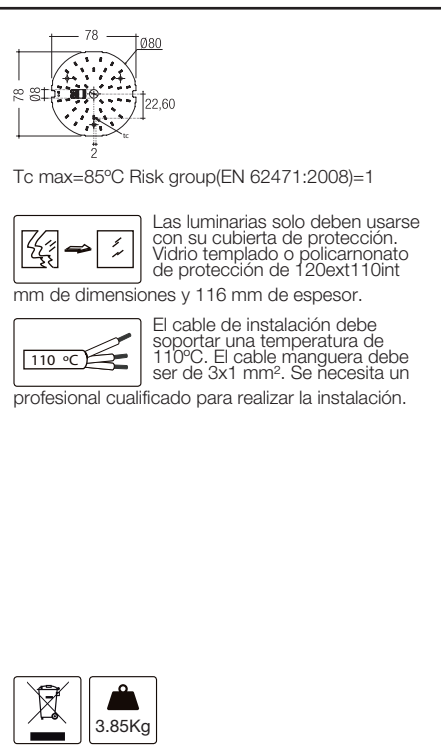 78
Ø80
78
Ø8
22,60
tc
2
Tc max=85ºC Risk group(EN 62471:2008)=1
Las luminarias solo deben usarse
con su cubierta de protección.
Vidrio templado o policarnonato
de protección de 120ext110int
mm de dimensiones y 116 mm de espesor.
El cable de instalación debe
soportar una temperatura de
110ºC. El cable manguera debe
ser de 3x1 mm². Se necesita un
profesional cualificado para realizar la instalación.
110 ºC
3.85Kg